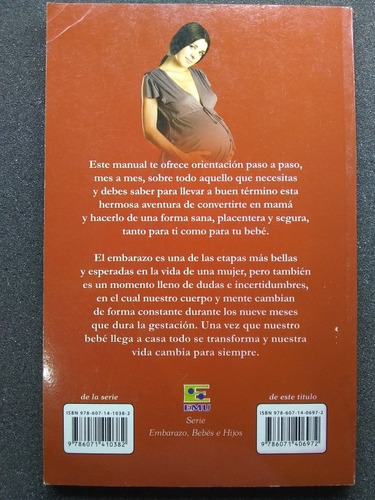 Este manual te ofrece orientación paso a paso,
mes a mes, sobre todo aquello que necesitas
y debes saber para llevar a buen término esta
hermosa aventura de convertirte en mamá
y hacerlo de una forma sana, placentera y segura,
tanto para ti como para tu bebé.
El embarazo es una de las etapas más bellas
y esperadas en la vida de una mujer, pero también
es un momento lleno de dudas e incertidumbres,
en el cual nuestro cuerpo y mente cambian
de forma constante durante los nueve meses
que dura la gestación. Una vez que nuestro
bebé llega a casa todo se transforma y nuestra
vida cambia para siempre.
de la serie
ISBN 978-607-14-1038-2
9 786071 410382
EMU
Serie
Embarazo, Bebés e Hijos
de este título
ISBN 978-607-14-0697-2
9 786071 406972